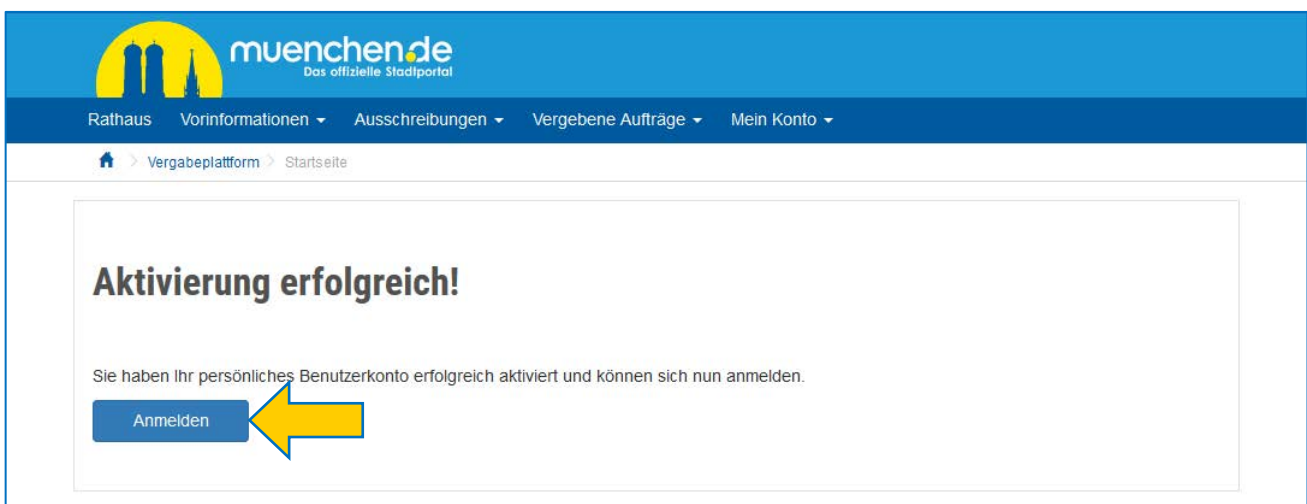 muenchen.de
Das offizielle Stadtportal
Rathaus Vorinformationen Ausschreibungen Vergebene Aufträge Mein Konto
Vergabeplattform > Startseite
Aktivierung erfolgreich!
Sie haben Ihr persönliches Benutzerkonto erfolgreich aktiviert und können sich nun anmelden.
Anmelden